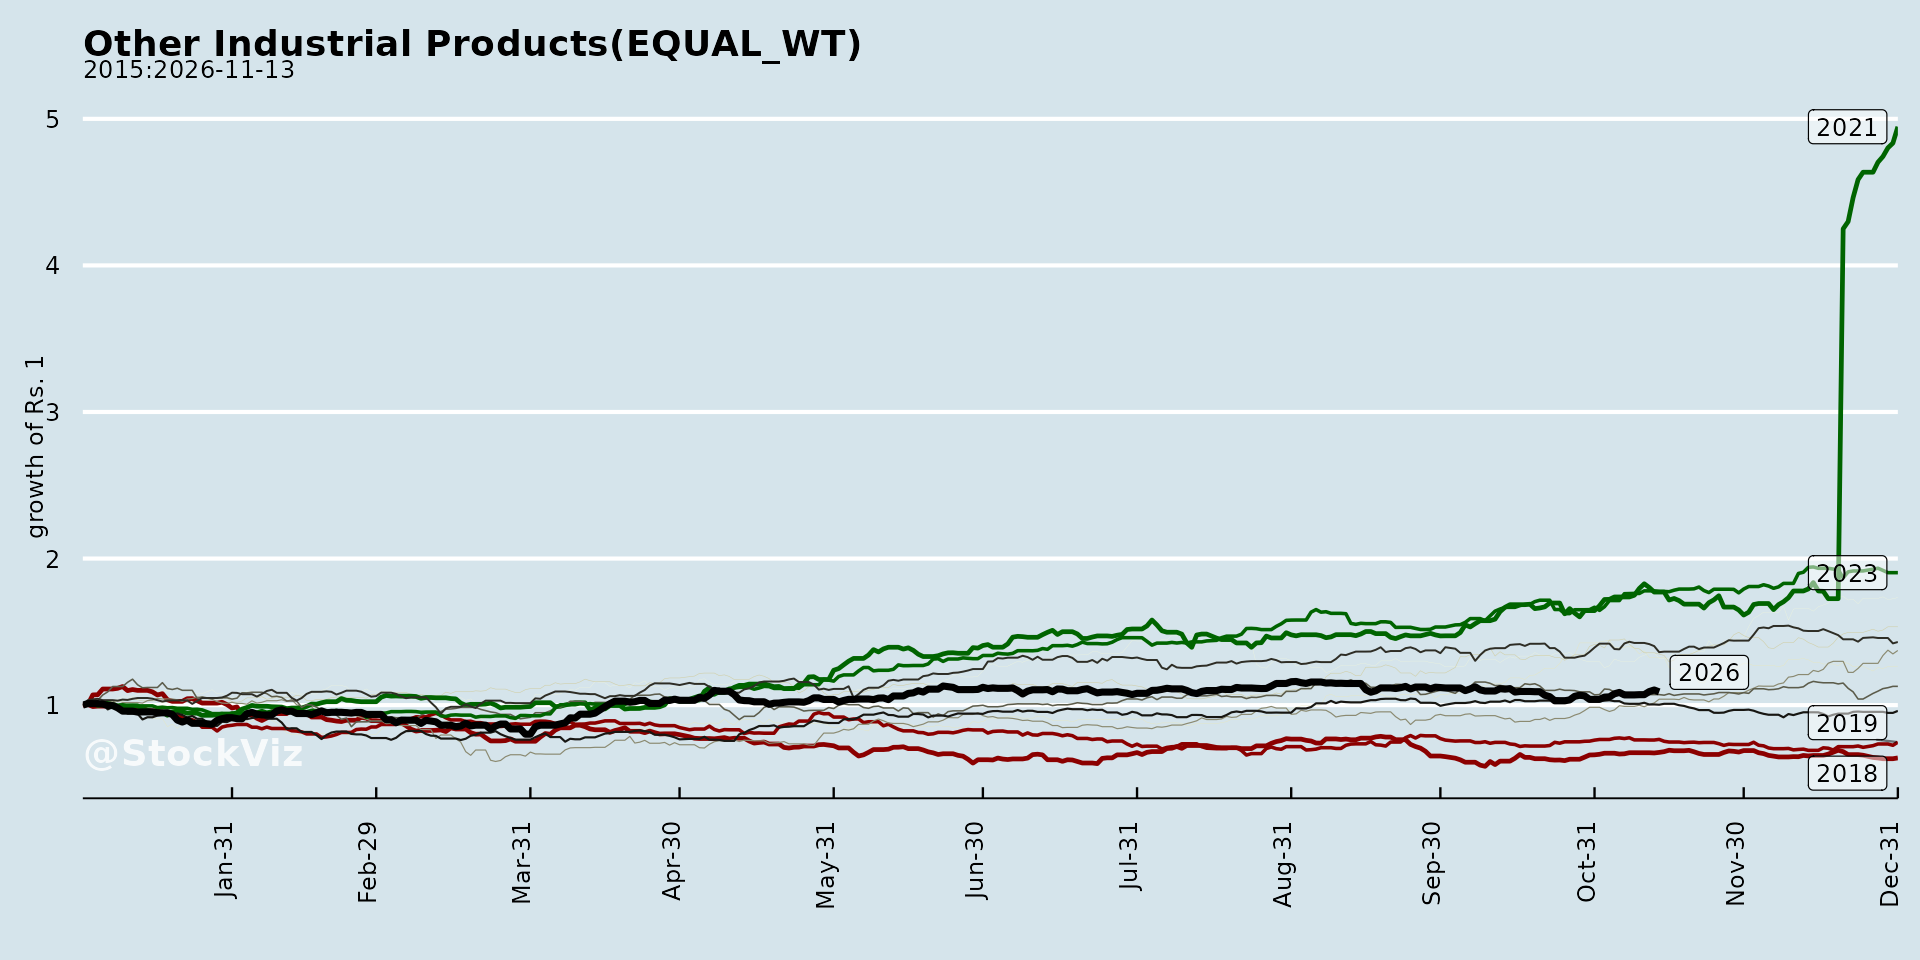 Other Industrial Products(EQUAL_WT)
2015:2026-11-13
growth of Rs. 1
5
4
3
2
1
2021
2023
2026
2019
2018
@StockViz
Jan-31
Feb-29
Mar-31
Apr-30
May-31
Jun-30
Jul-31
Aug-31
Sep-30
Oct-31
Nov-30
Dec-31